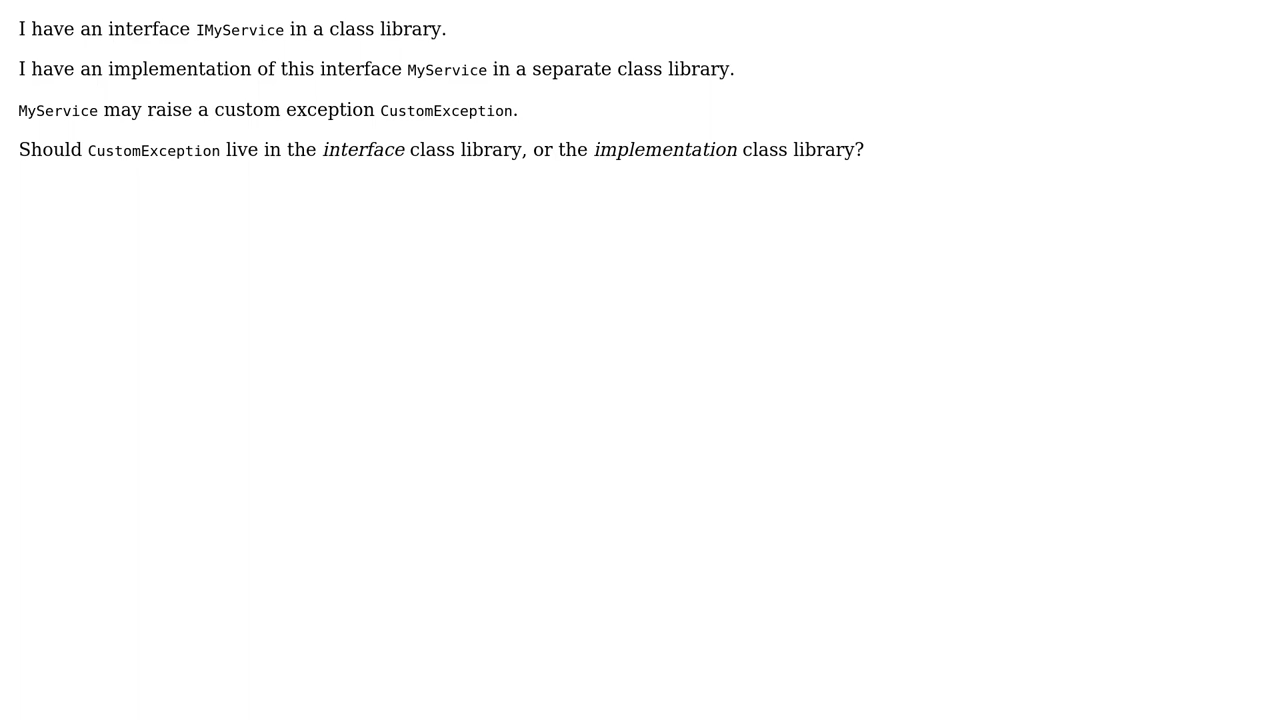 I have an interface IMyService in a class library.
I have an implementation of this interface MyService in a separate class library.
MyService may raise a custom exception CustomException.
Should CustomException live in the interface class library, or the implementation class library?